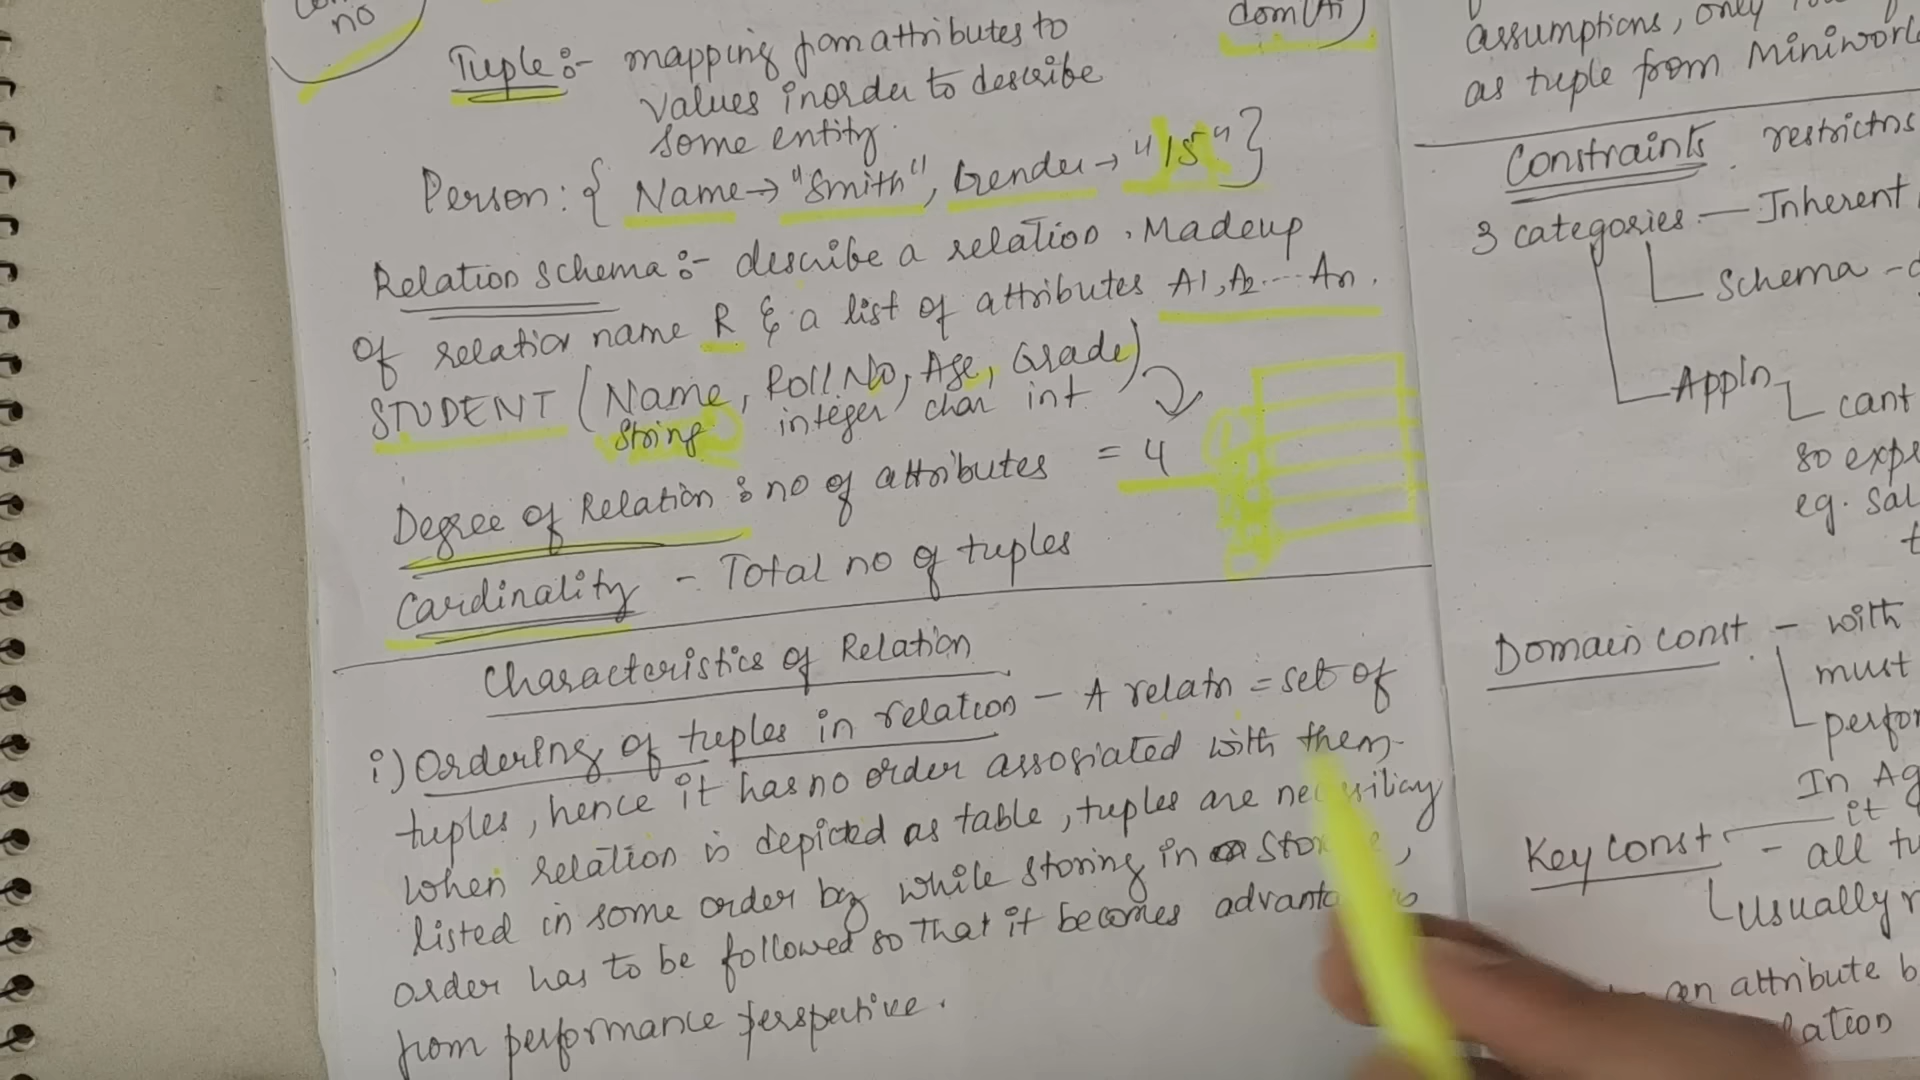 no
Tuple :- mapping from attributes to
values inorder to describe
some entity.
Person : { Name → "Smith", Gender → "15" }
Relation schema :- describe a relation. Madeup
of relation name R & a list of attributes A1, A2 ... An.
STUDENT (Name, Roll.No, Age, Grade)
string integer char int
Degree of Relation : no of attributes = 4
Cardinality - Total no of tuples
Characteristics of Relation
i) Ordering of tuples in relation - A relatn = set of
tuples, hence it has no order assosiated with them.
When relation is depicted as table, tuples are
listed in some order by while storing in
order has to be followed so that it becomes
from performance perspective.
dom(Ai)
assumptions, only
as tuple from Miniworld
Constraints. restrictns
3 categories - Inherent
Schema -
Appln
cant
so expr
eg. Sal
Domain const - with
must
perfor
In Ag
it
Key const - all tu
Usually
an attribute b
lation